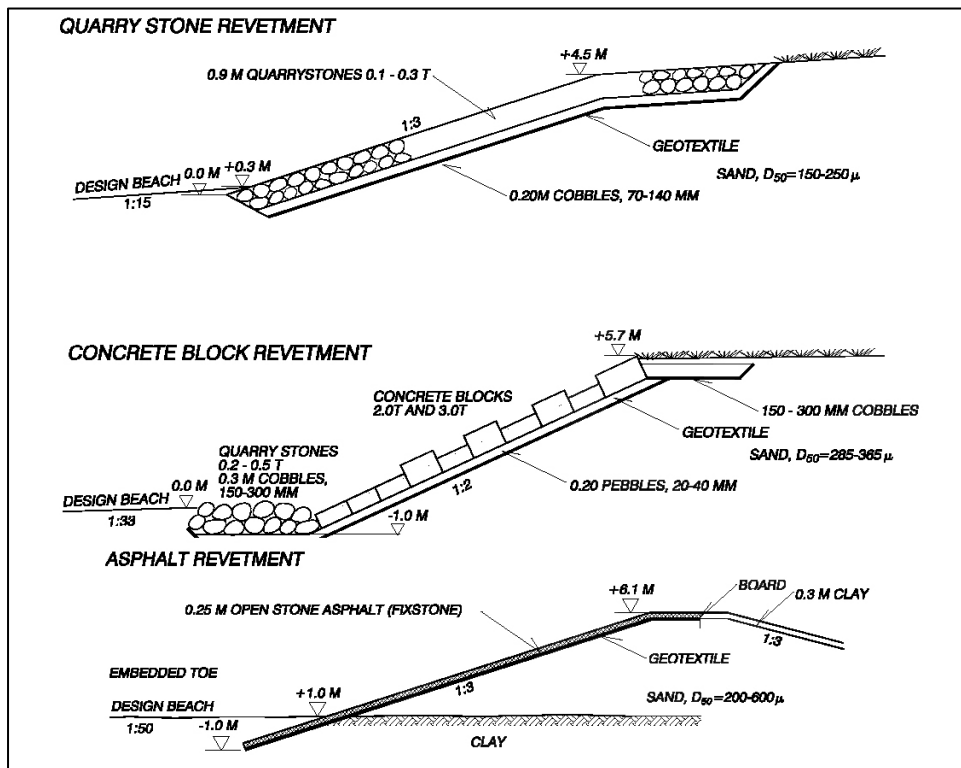 QUARRY STONE REVETMENT
+4.5 M
0.9 M QUARRYSTONES 0.1 - 0.3 T
1:3
GEOTEXTILE
SAND, D50=150-250 μ
0.0 M
+0.3 M
DESIGN BEACH
1:15
0.20M COBBLES, 70-140 MM
+5.7 M
CONCRETE BLOCK REVETMENT
CONCRETE BLOCKS
2.0T AND 3.0T
150 - 300 MM COBBLES
GEOTEXTILE
SAND, D50=285-365 μ
QUARRY STONES
0.2 - 0.5 T
0.3 M COBBLES,
150-300 MM
0.0 M
DESIGN BEACH
1:33
1:2
0.20 PEBBLES, 20-40 MM
-1.0 M
ASPHALT REVETMENT
+6.1 M
BOARD
0.3 M CLAY
0.25 M OPEN STONE ASPHALT (FIXSTONE)
1:3
GEOTEXTILE
EMBEDDED TOE
1:3
SAND, D50=200-600μ
+1.0 M
DESIGN BEACH
1:50
-1.0 M
CLAY